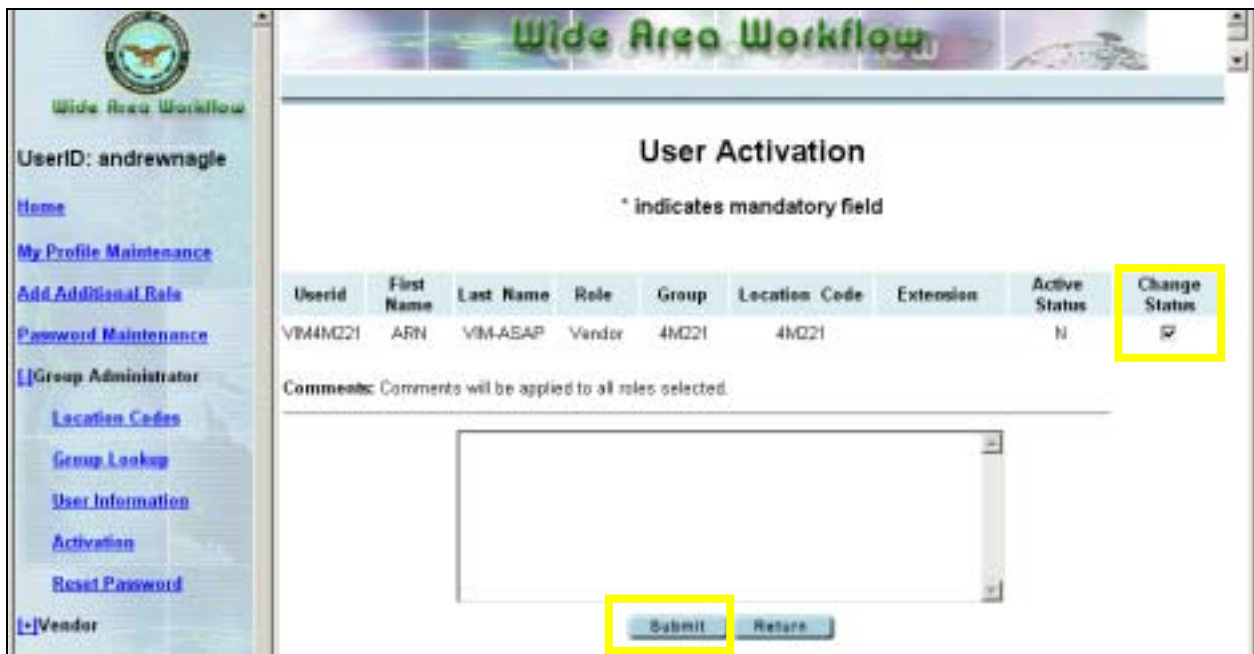 Wide Area Workflow
Wide Area Workflow
UserID: andrewnagle
Home
My Profile Maintenance
Add Additional Role
Password Maintenance
[-]Group Administrator
Location Codes
Group Lookup
User Information
Activation
Reset Password
[+]Vendor
User Activation
* indicates mandatory field
Userid First Name Last Name Role Group Location Code Extension Active Status Change Status
VIM4M221 ARN VIM-ASAP Vendor 4M221 4M221 N
Comments: Comments will be applied to all roles selected.
Submit Return